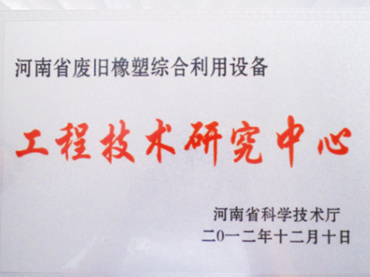 河南省废旧橡塑综合利用设备
工程技术研究中心
河南省科学技术厅
二〇一二年十二月十日